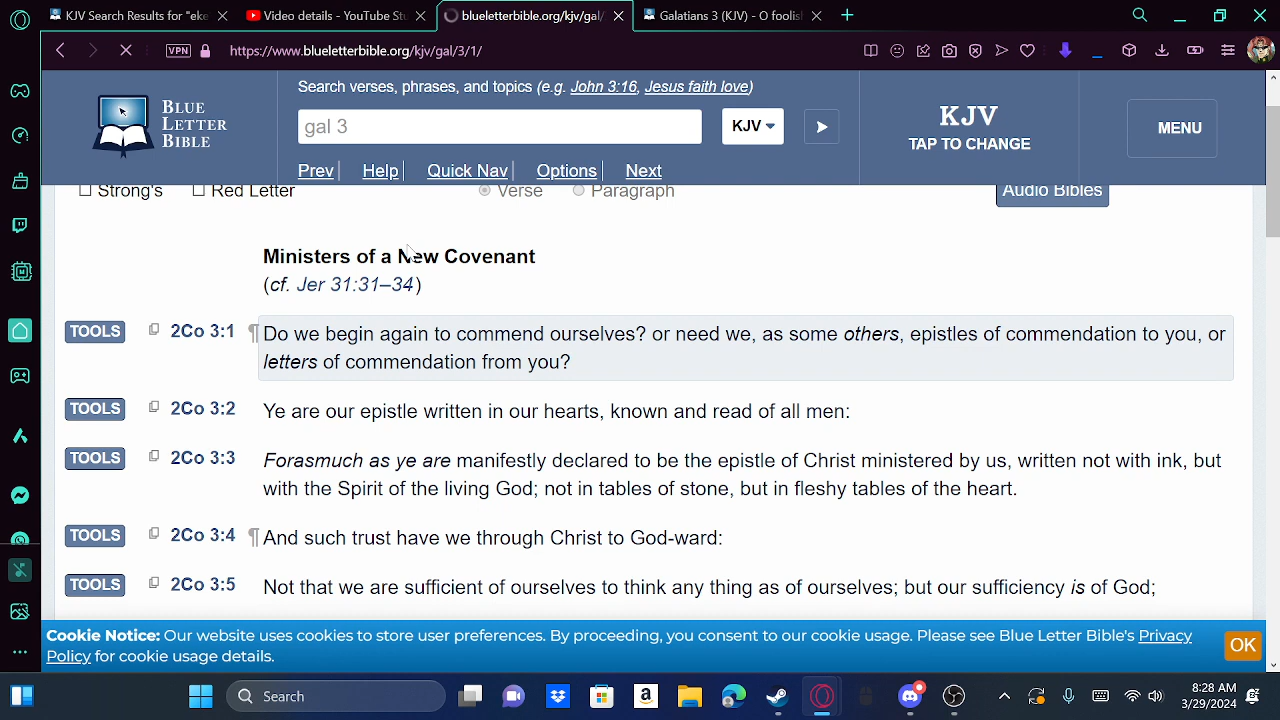 KJV Search Results for "eke
Video details - YouTube Stu
blueletterbible.org/kjv/gal/
Galatians 3 (KJV) - O foolish
VPN
https://www.blueletterbible.org/kjv/gal/3/1/
BLUE
LETTER
BIBLE
Search verses, phrases, and topics (e.g. John 3:16, Jesus faith love)
gal 3
KJV
Prev
Help
Quick Nav
Options
Next
KJV
TAP TO CHANGE
MENU
Strong's
Red Letter
Verse
Paragraph
Audio Bibles
Ministers of a New Covenant
(cf. Jer 31:31–34)
TOOLS 2Co 3:1 ¶ Do we begin again to commend ourselves? or need we, as some others, epistles of commendation to you, or
letters of commendation from you?
TOOLS 2Co 3:2 Ye are our epistle written in our hearts, known and read of all men:
TOOLS 2Co 3:3 Forasmuch as ye are manifestly declared to be the epistle of Christ ministered by us, written not with ink, but
with the Spirit of the living God; not in tables of stone, but in fleshy tables of the heart.
TOOLS 2Co 3:4 ¶ And such trust have we through Christ to God-ward:
TOOLS 2Co 3:5 Not that we are sufficient of ourselves to think any thing as of ourselves; but our sufficiency is of God;
Cookie Notice: Our website uses cookies to store user preferences. By proceeding, you consent to our cookie usage. Please see Blue Letter Bible's Privacy
Policy for cookie usage details.
OK
Search
8:28 AM
3/29/2024